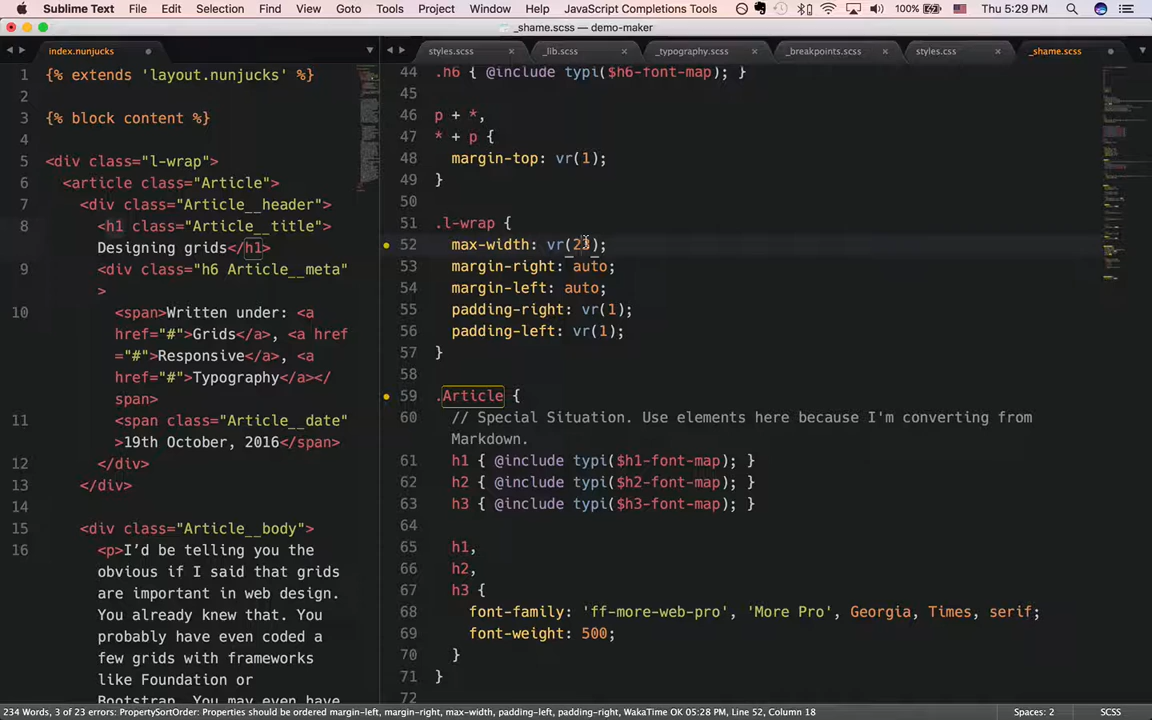 Sublime Text File Edit Selection Find View Goto Tools Project Window Help JavaScript Completions Tools 100% Thu 5:29 PM
_shame.scss — demo-maker
index.nunjucks styles.scss _lib.scss _typography.scss _breakpoints.scss styles.css _shame.scss
1 {% extends 'layout.nunjucks' %}
2
3 {% block content %}
4
5 <div class="l-wrap">
6 <article class="Article">
7 <div class="Article__header">
8 <h1 class="Article__title">
Designing grids</h1>
9 <div class="h6 Article__meta"
>
10 <span>Written under: <a
href="#">Grids</a>, <a href
="#">Responsive</a>, <a
href="#">Typography</a></
span>
11 <span class="Article__date"
>19th October, 2016</span>
12 </div>
13 </div>
14
15 <div class="Article__body">
16 <p>I’d be telling you the
obvious if I said that grids
are important in web design.
You already knew that. You
probably have even coded a
few grids with frameworks
like Foundation or
Bootstrap. You may even have
44 .h6 { @include typi($h6-font-map); }
45
46 p + *,
47 * + p {
48 margin-top: vr(1);
49 }
50
51 .l-wrap {
52 max-width: vr(23);
53 margin-right: auto;
54 margin-left: auto;
55 padding-right: vr(1);
56 padding-left: vr(1);
57 }
58
59 .Article {
60 // Special Situation. Use elements here because I'm converting from
Markdown.
61 h1 { @include typi($h1-font-map); }
62 h2 { @include typi($h2-font-map); }
63 h3 { @include typi($h3-font-map); }
64
65 h1,
66 h2,
67 h3 {
68 font-family: 'ff-more-web-pro', 'More Pro', Georgia, Times, serif;
69 font-weight: 500;
70 }
71 }
72
234 Words, 3 of 23 errors: PropertySortOrder: Properties should be ordered margin-left, margin-right, max-width, padding-left, padding-right, WakaTime OK 05:28 PM, Line 52, Column 18 Spaces: 2 SCSS